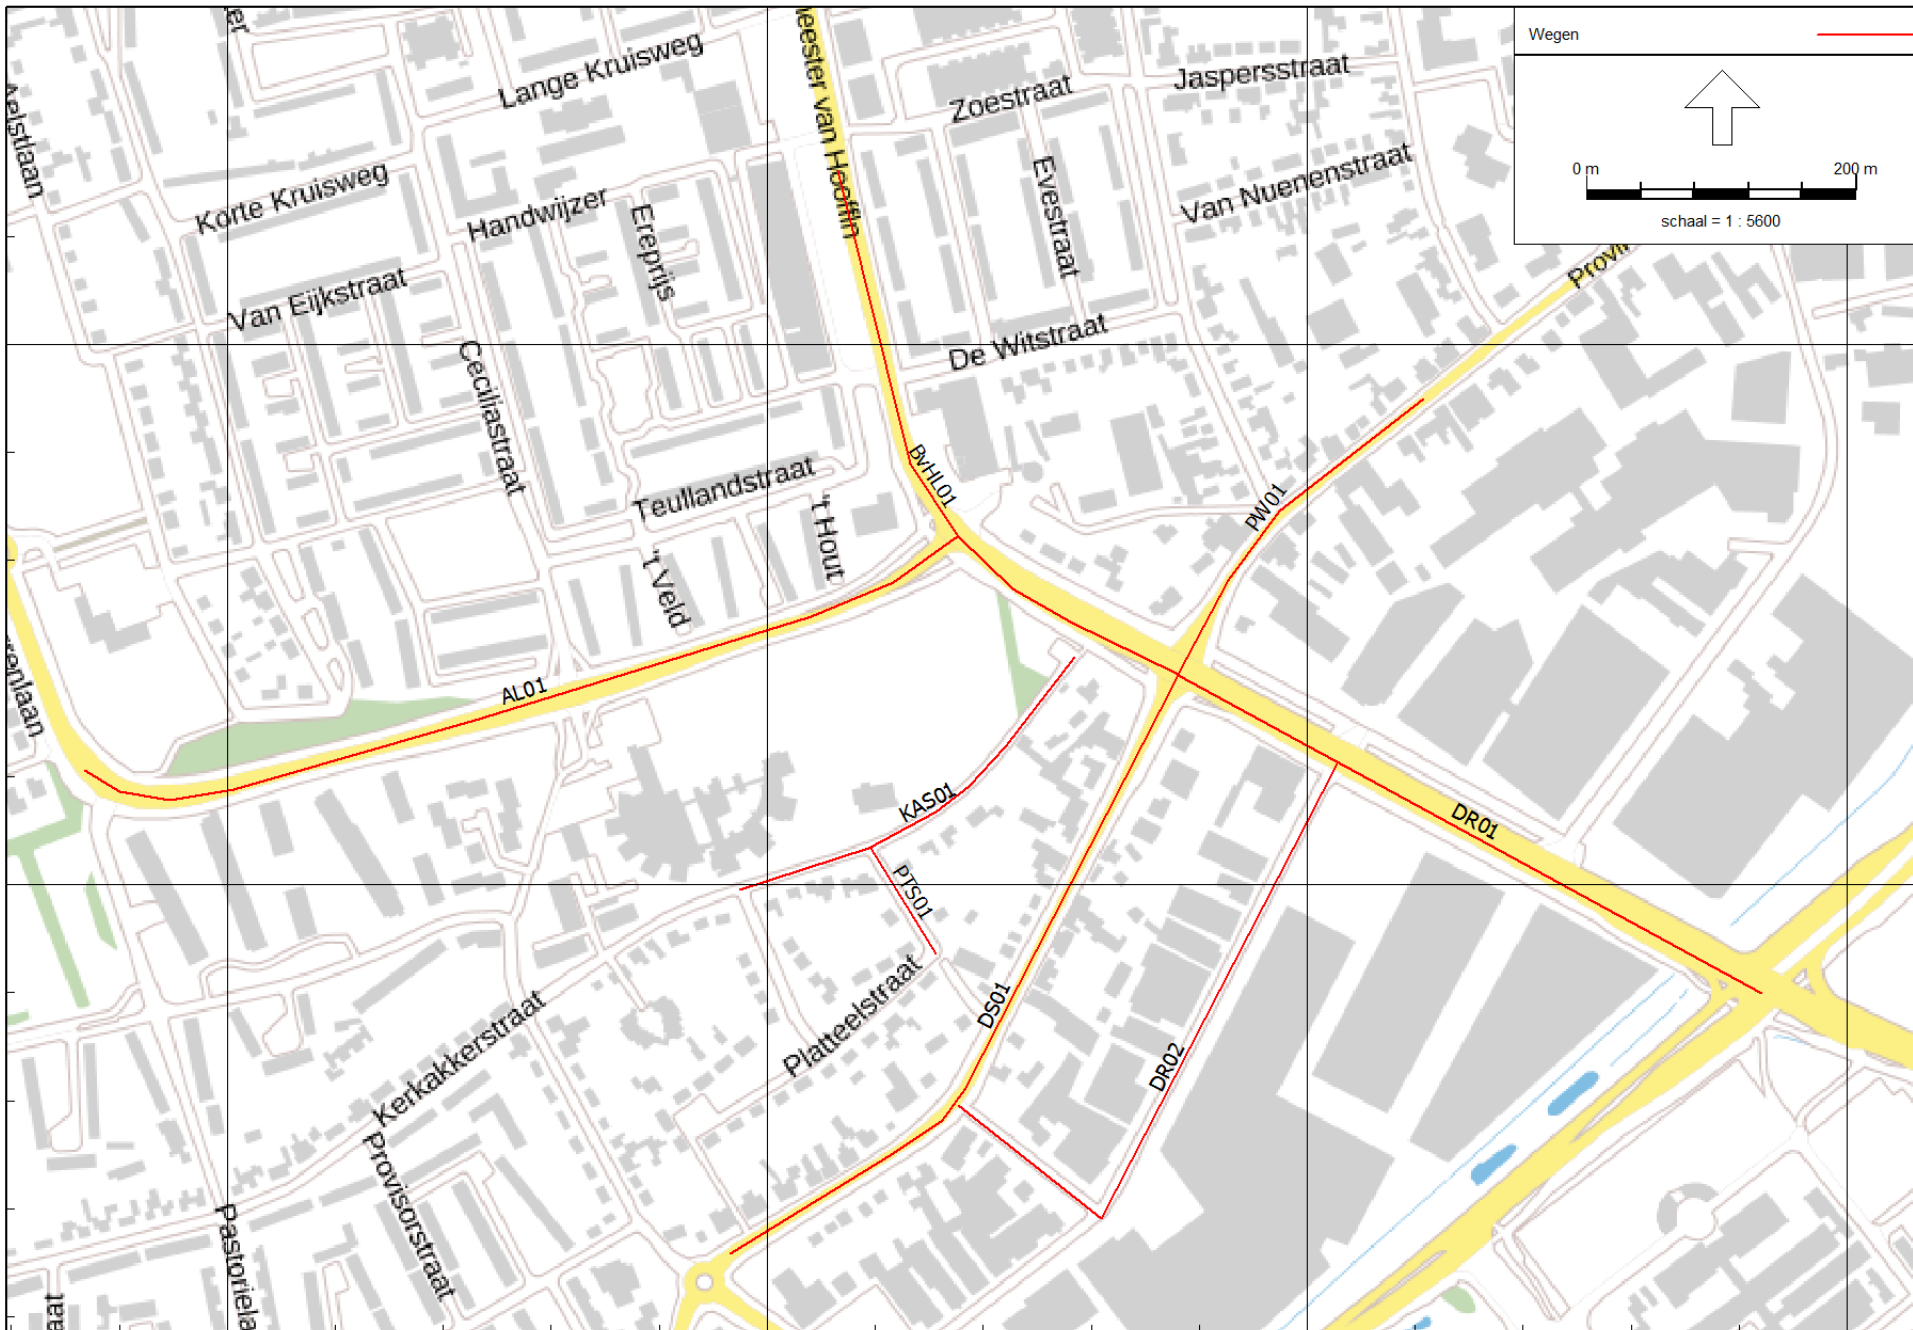 Wegen
0 m 200 m
schaal = 1 : 5600
Lange Kruisweg
Zoestraat
Jaspersstraat
Korte Kruisweg
Handwijzer
Ereprijs
Evestraat
Van Nuenenstraat
Van Eijkstraat
De Witstraat
Ceciliastraat
Teullandstraat
't Hout
't Veld
BvHL01
PW01
AL01
KAS01
PTS01
DR01
DS01
DR02
Platteelstraat
Kerkakkerstraat
Provisorstraat